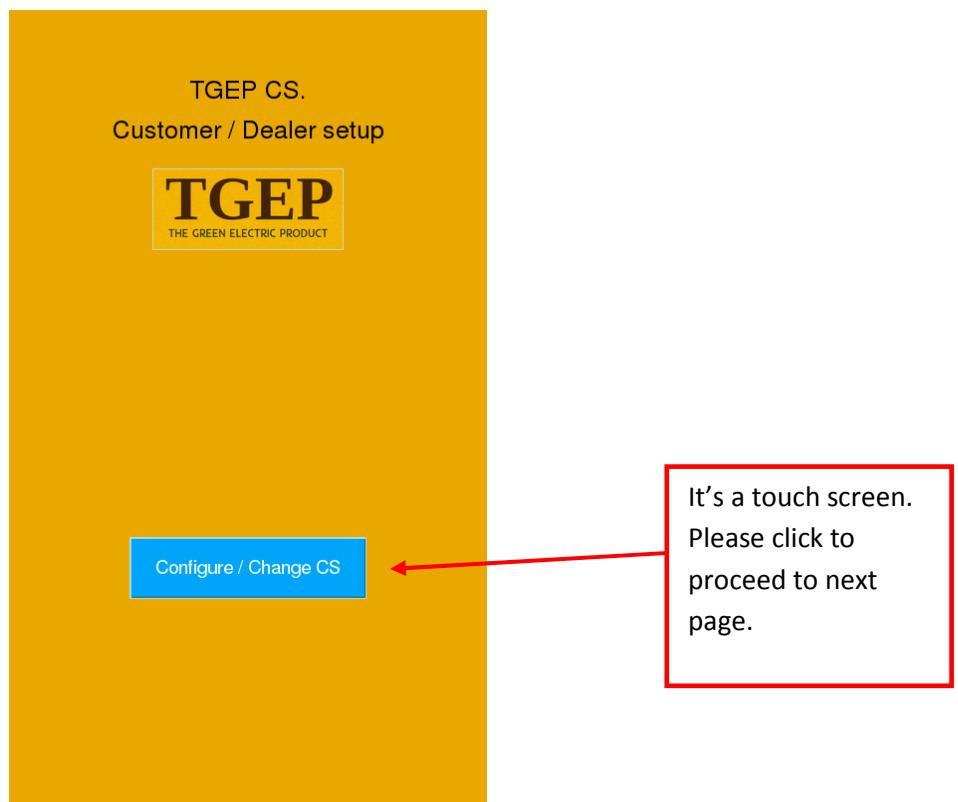 TGEP CS.
Customer / Dealer setup
TGEP
THE GREEN ELECTRIC PRODUCT
Configure / Change CS
It’s a touch screen.
Please click to
proceed to next
page.